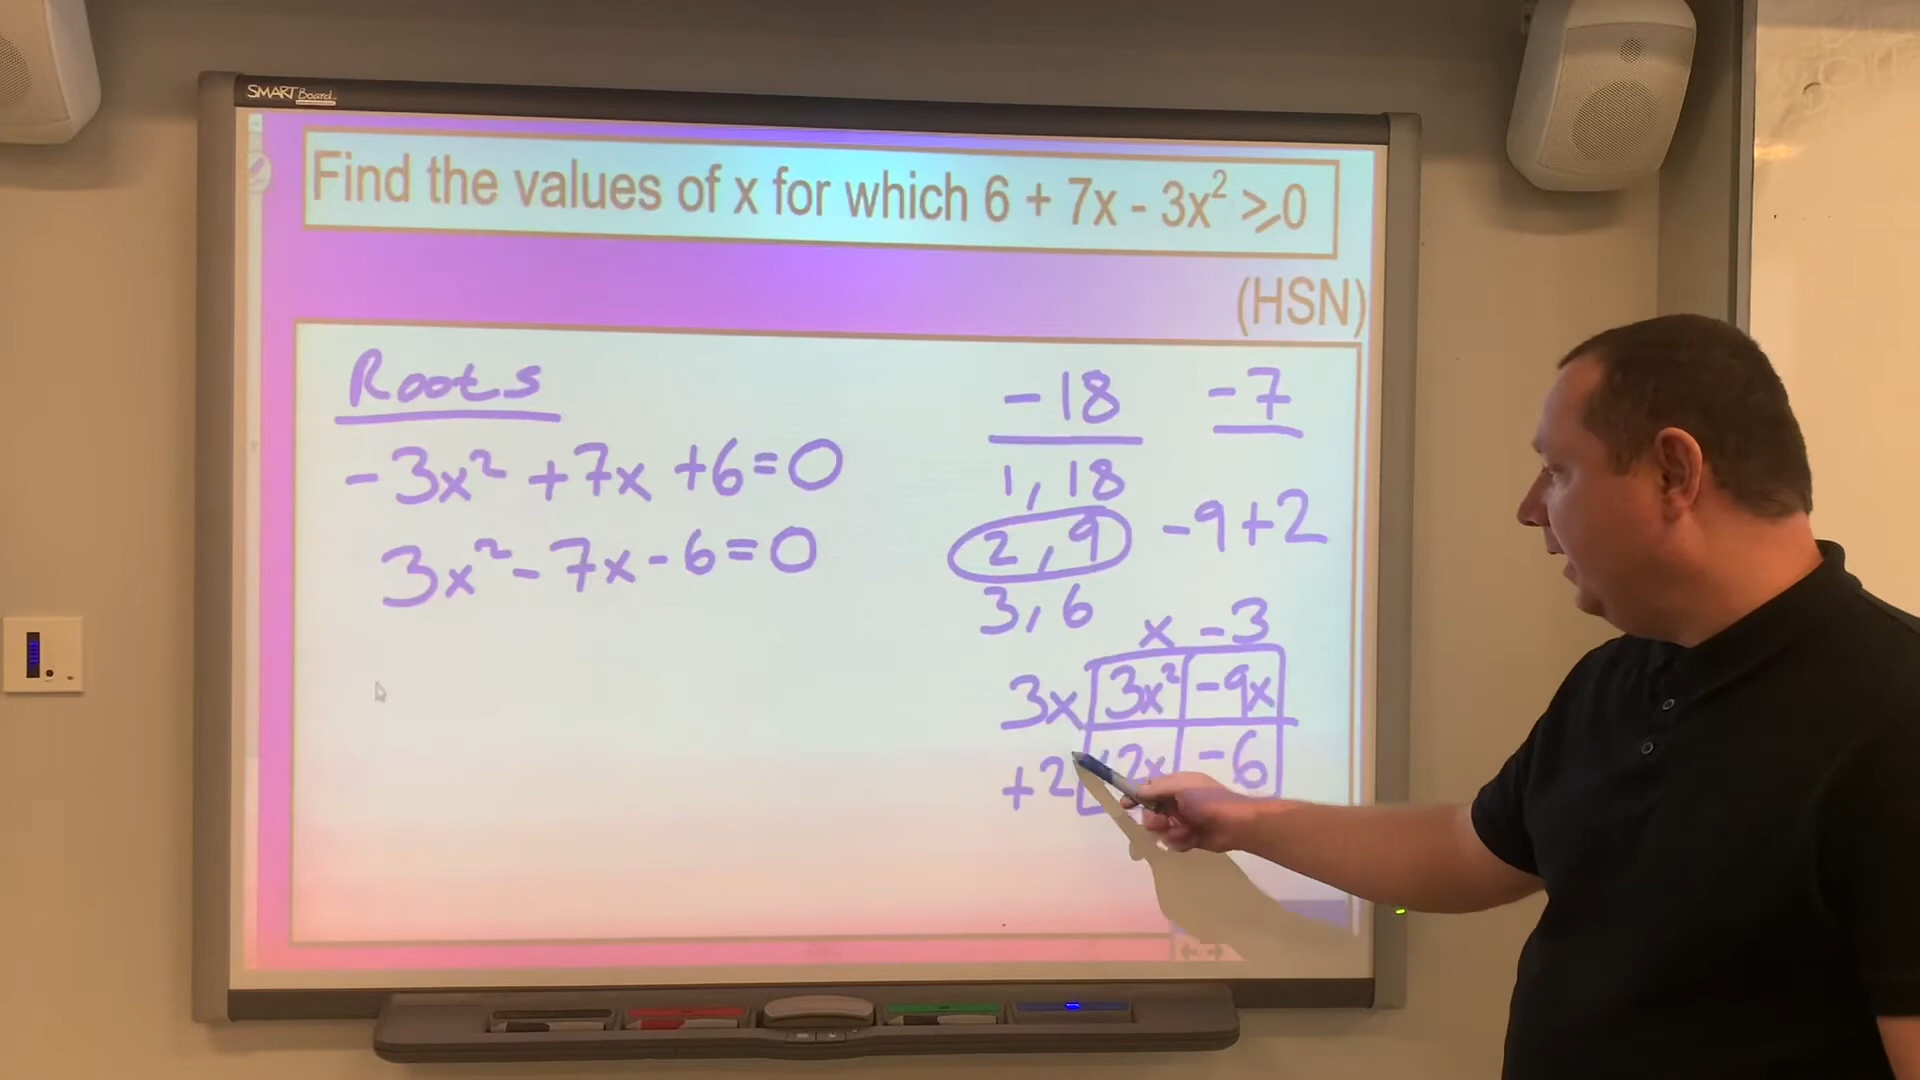 SMART Board
Find the values of x for which 6 + 7x - 3x² ⩾ 0
(HSN)
Roots
-3x² + 7x + 6 = 0
3x² - 7x - 6 = 0
-18 -7
1, 18
2, 9 -9+2
3, 6
x -3
3x 3x² -9x
+2 2x -6